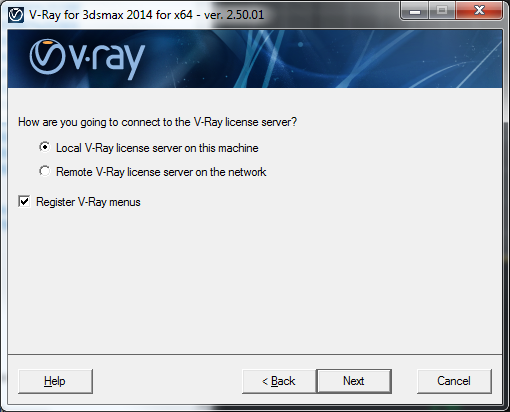 V-Ray for 3dsmax 2014 for x64 - ver. 2.50.01
v·ray
How are you going to connect to the V-Ray license server?
Local V-Ray license server on this machine
Remote V-Ray license server on the network
Register V-Ray menus
Help
< Back
Next
Cancel